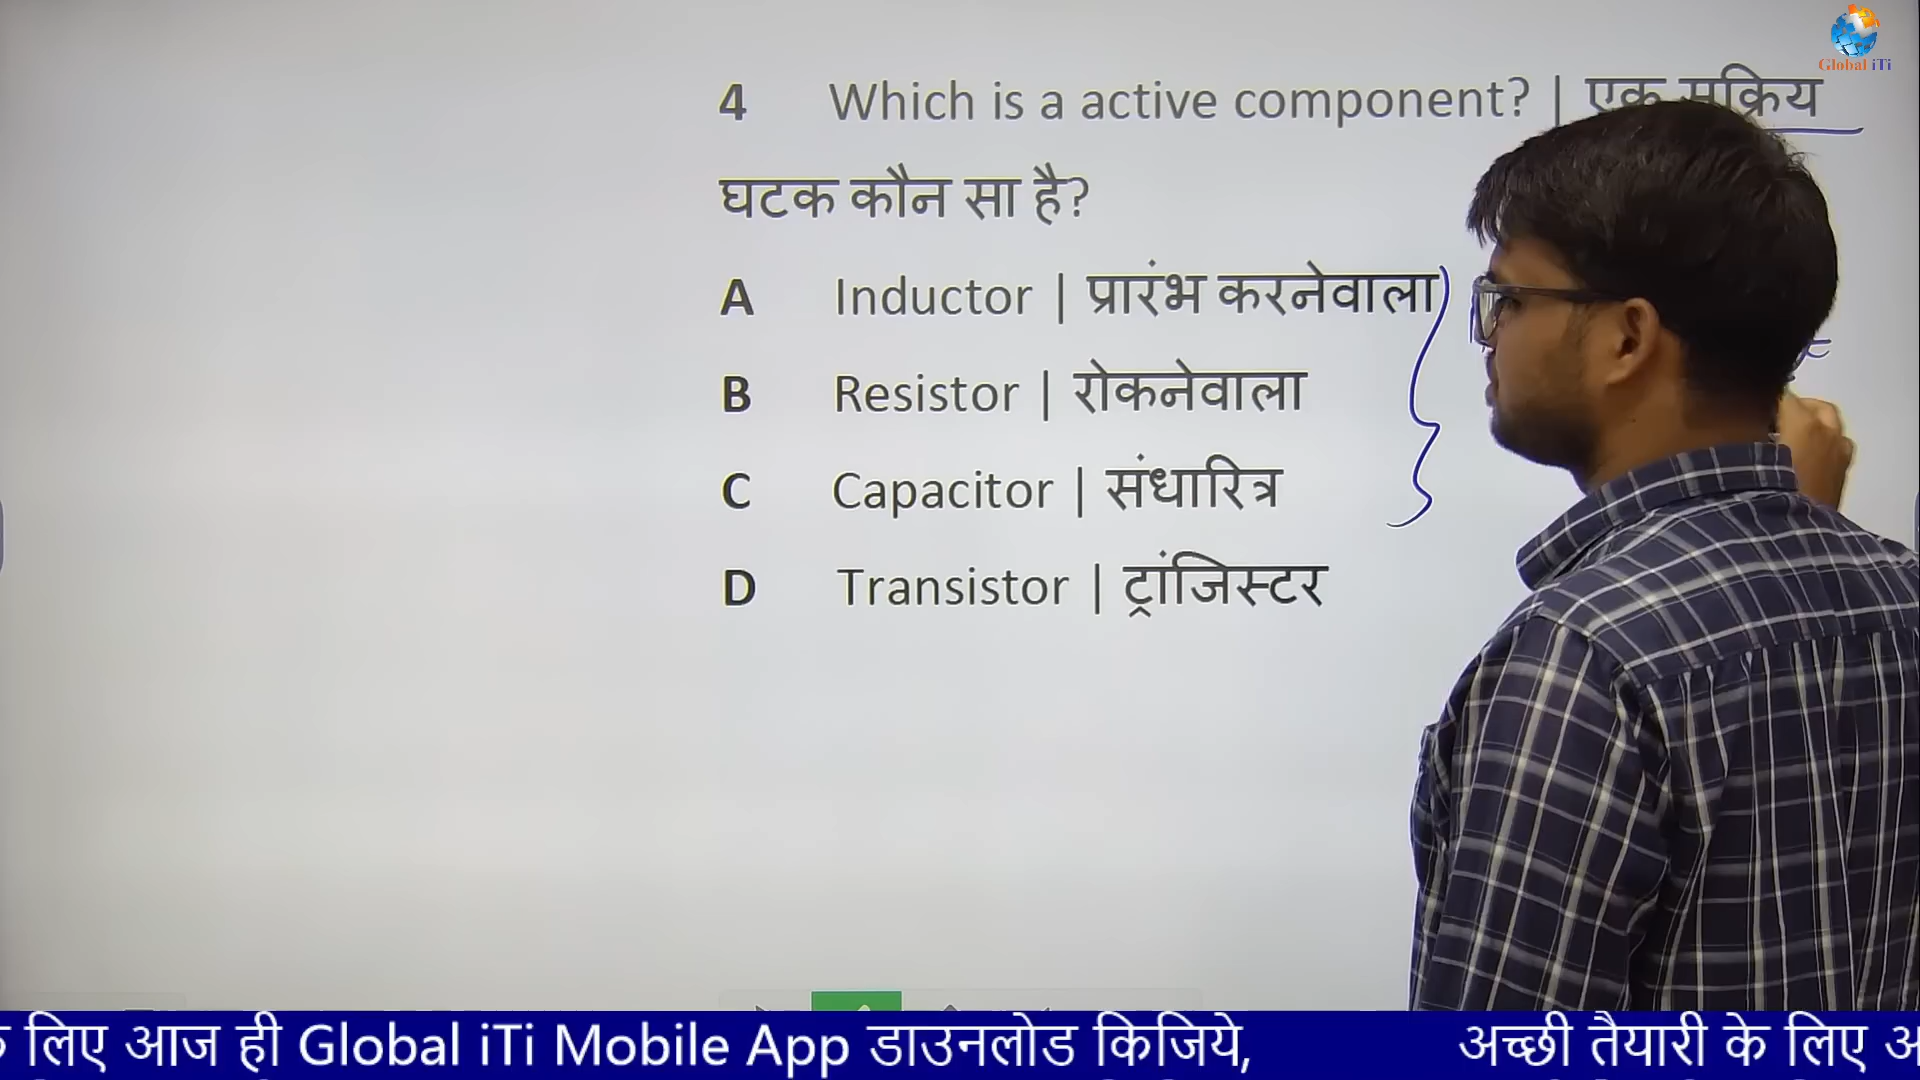 Global iTi
4 Which is a active component? | एक सक्रिय
घटक कौन सा है?
A Inductor | प्रारंभ करनेवाला
B Resistor | रोकनेवाला
C Capacitor | संधारित्र
D Transistor | ट्रांजिस्टर
लिए आज ही Global iTi Mobile App डाउनलोड किजिये, अच्छी तैयारी के लिए